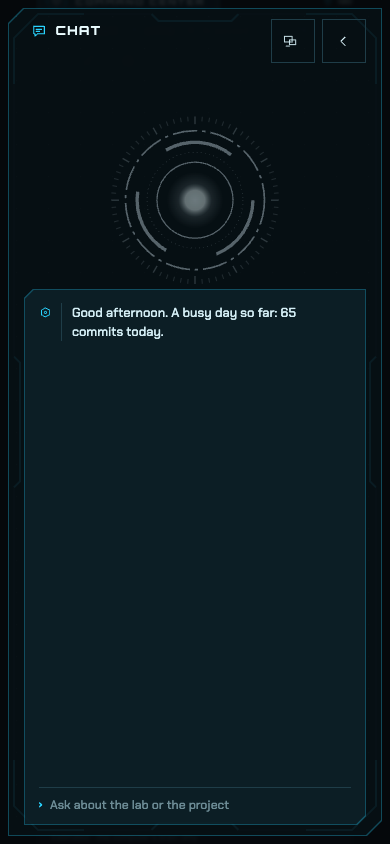 CHAT
Good afternoon. A busy day so far: 65
commits today.
Ask about the lab or the project